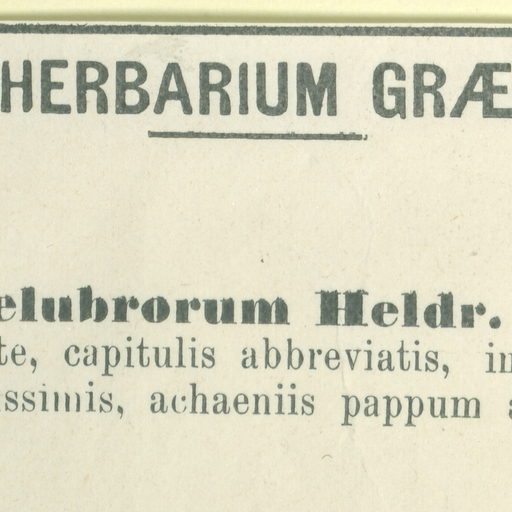 HERBARIUM GRÆ
elubrorum Heldr.
te, capitulis abbreviatis, in
ssimis, achaeniis pappum